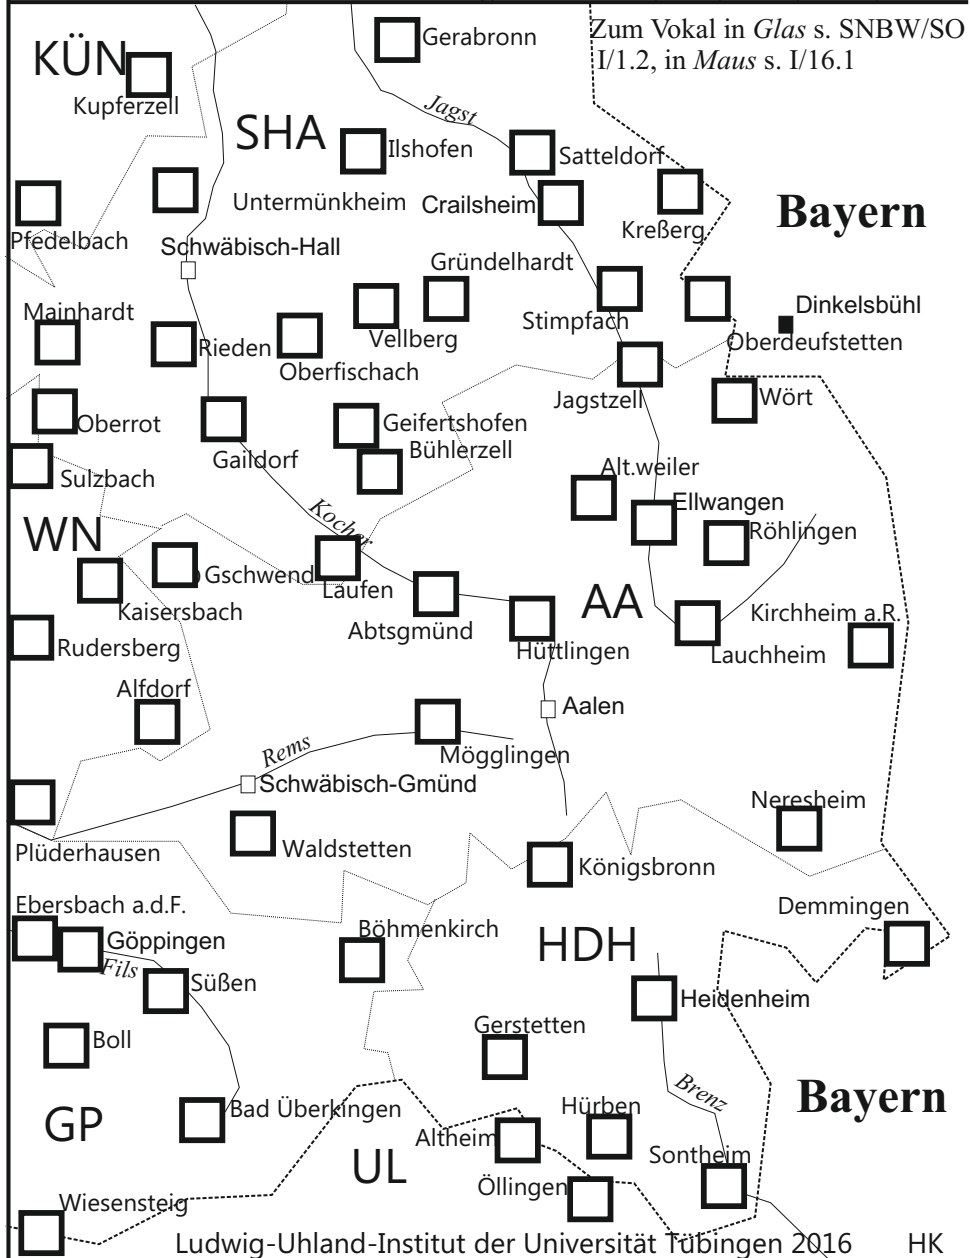 Zum Vokal in Glas s. SNBW/SO
I/1.2, in Maus s. I/16.1
Gerabronn
KÜN
Kupferzell
Jagst
SHA
Ilshofen
Satteldorf
Untermünkheim
Crailsheim
Kreßerg
Bayern
Pfedelbach
Schwäbisch-Hall
Gründelhardt
Mainhardt
Stimpfach
Dinkelsbühl
Vellberg
Oberdeufstetten
Rieden
Oberfischach
Jagstzell
Wört
Oberrot
Geifertshofen
Gaildorf
Bühlerzell
Alt.weiler
Sulzbach
Ellwangen
Kocher
WN
Röhlingen
Gschwend
Laufen
AA
Kaisersbach
Kirchheim a.R.
Abtsgmünd
Rudersberg
Hüttlingen
Lauchheim
Alfdorf
Aalen
Rems
Mögglingen
Schwäbisch-Gmünd
Neresheim
Waldstetten
Plüderhausen
Königsbronn
Ebersbach a.d.F.
Demmingen
Böhmenkirch
Göppingen
HDH
Fils
Süßen
Heidenheim
Gerstetten
Boll
Brenz
Bayern
Hürben
Bad Überkingen
GP
Altheim
Sontheim
UL
Öllingen
Wiesensteig
Ludwig-Uhland-Institut der Universität Tübingen 2016 HK